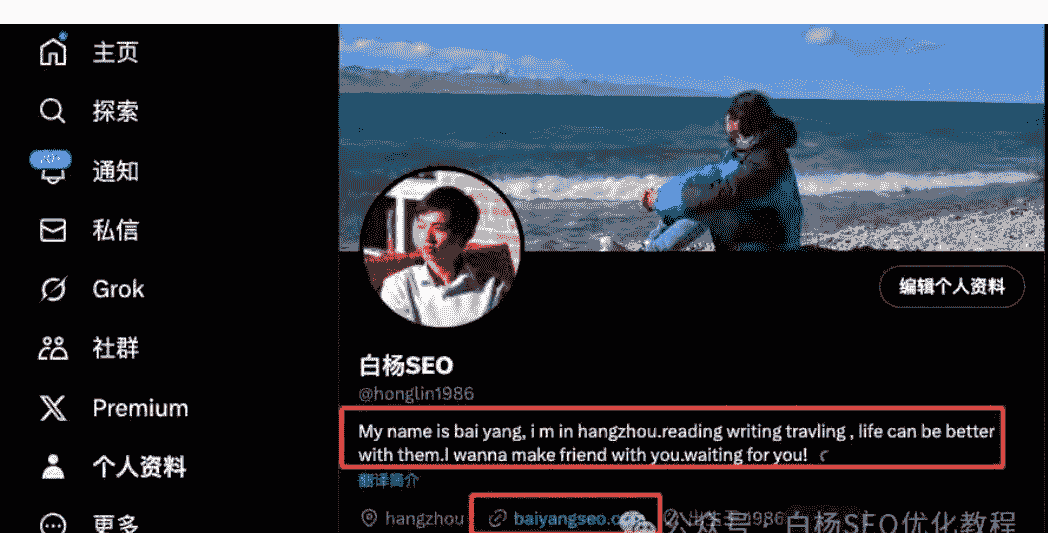 主页
探索
20+
通知
私信
Grok
社群
Premium
个人资料
更多
编辑个人资料
白杨SEO
@honglin1986
My name is bai yang, i m in hangzhou.reading writing travling , life can be better
with them.I wanna make friend with you.waiting for you!
翻译简介
hangzhou baiyangseo.c 1986
公众号 · 白杨SEO优化教程